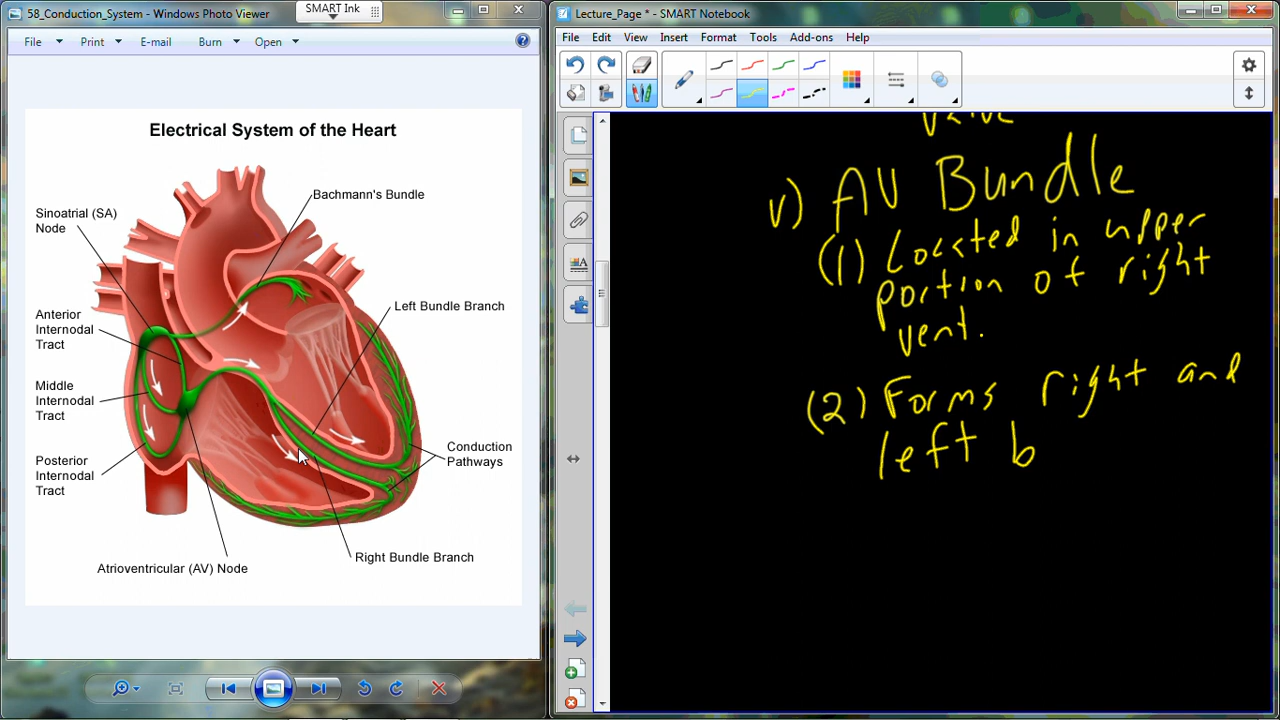 58_Conduction_System - Windows Photo Viewer
SMART Ink
File Print E-mail Burn Open
Electrical System of the Heart
Bachmann's Bundle
Sinoatrial (SA)
Node
Left Bundle Branch
Anterior
Internodal
Tract
Middle
Internodal
Tract
Conduction
Pathways
Posterior
Internodal
Tract
Right Bundle Branch
Atrioventricular (AV) Node
Lecture_Page * - SMART Notebook
File Edit View Insert Format Tools Add-ons Help
v) AV Bundle
(1) Located in upper
portion of right
vent.
(2) Forms right and
left b